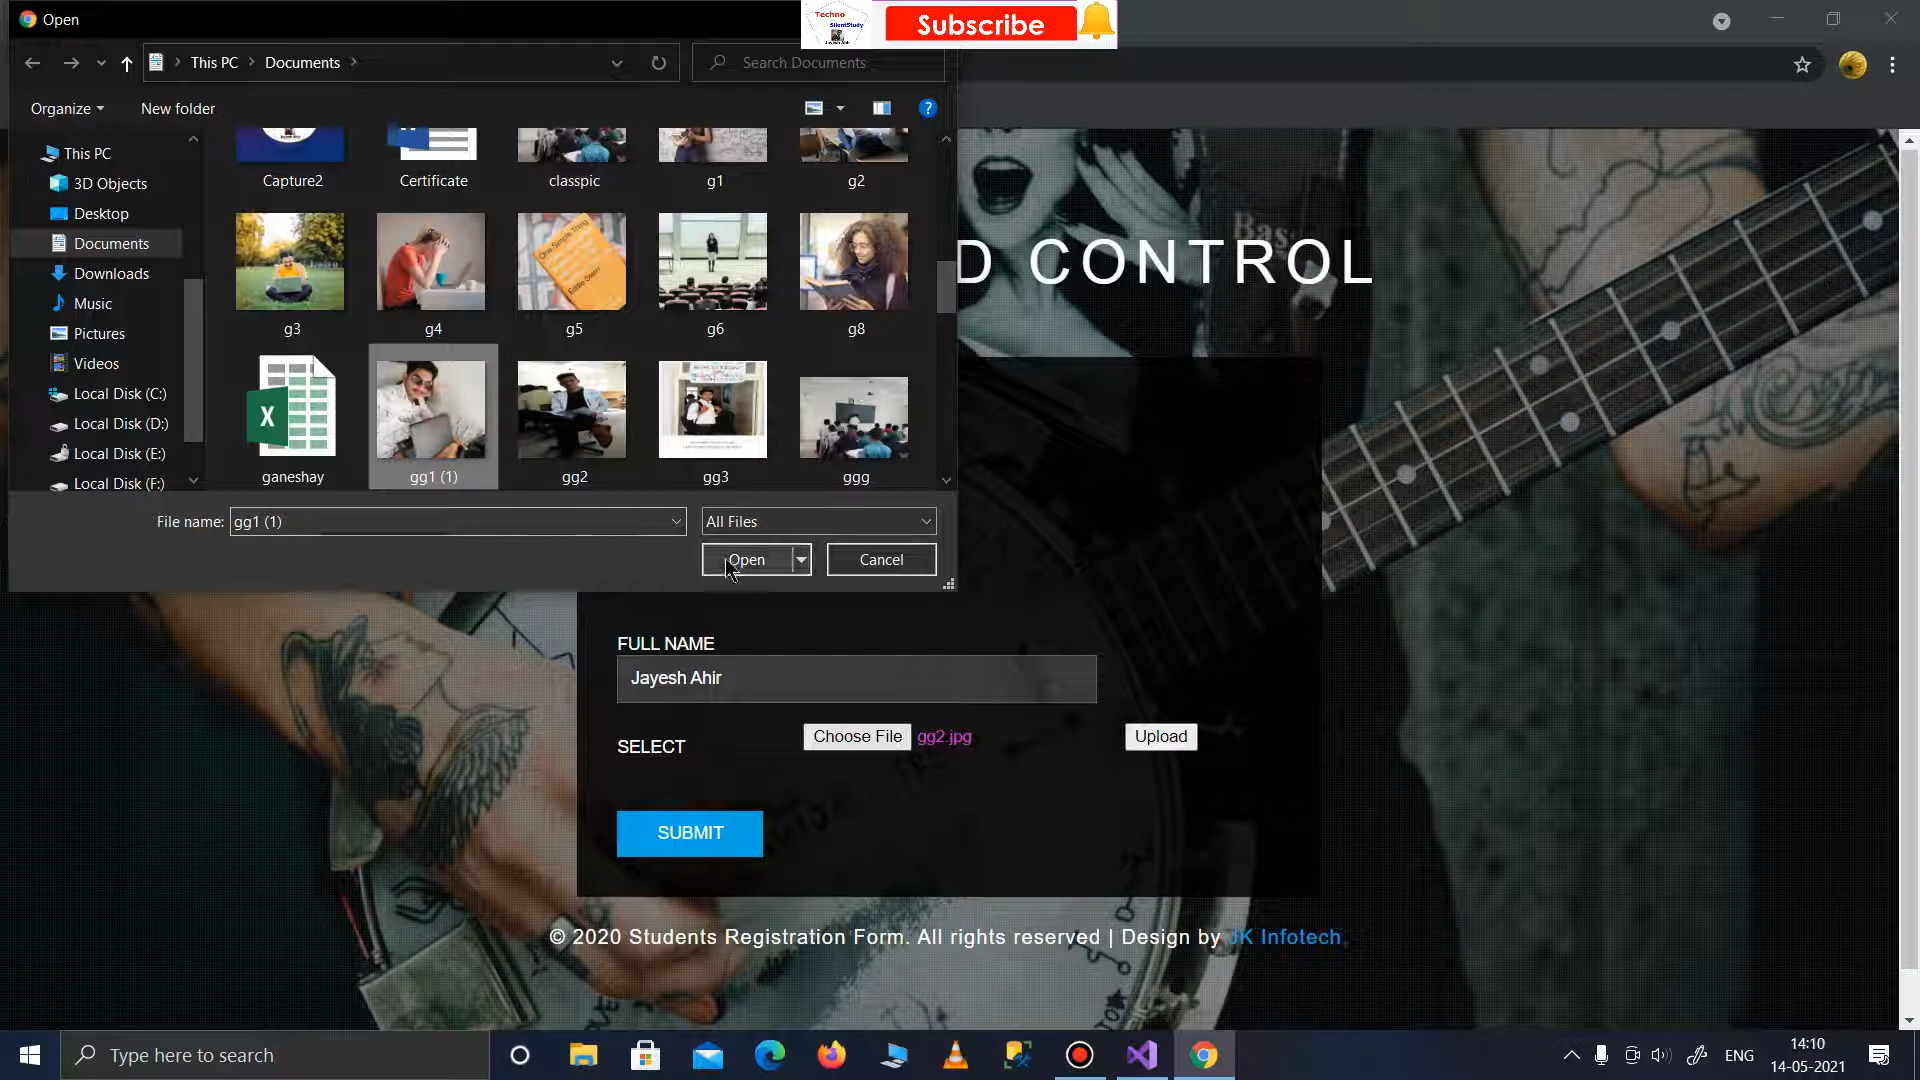 Open
Techno
SilentStudy
Jayesh Ahir
Subscribe
This PC
Documents
Search Documents
Organize
New folder
This PC
3D Objects
Desktop
Documents
Downloads
Music
Pictures
Videos
Local Disk (C:)
Local Disk (D:)
Local Disk (E:)
Local Disk (F:)
Capture2
Certificate
classpic
g1
g2
g3
g4
g5
g6
g8
ganeshay
gg1 (1)
gg2
gg3
ggg
File name:
gg1 (1)
All Files
Open
Cancel
D CONTROL
FULL NAME
Jayesh Ahir
SELECT
Choose File
gg2.jpg
Upload
SUBMIT
© 2020 Students Registration Form. All rights reserved | Design by JK Infotech.
Type here to search
ENG
14:10
14-05-2021